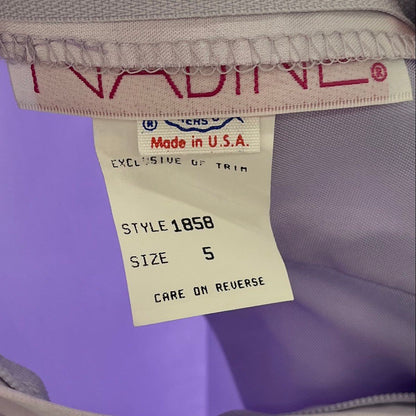 NADINE®
®
Made in U.S.A.
EXCLUSIVE OF TRIM
STYLE 1858
SIZE 5
CARE ON REVERSE